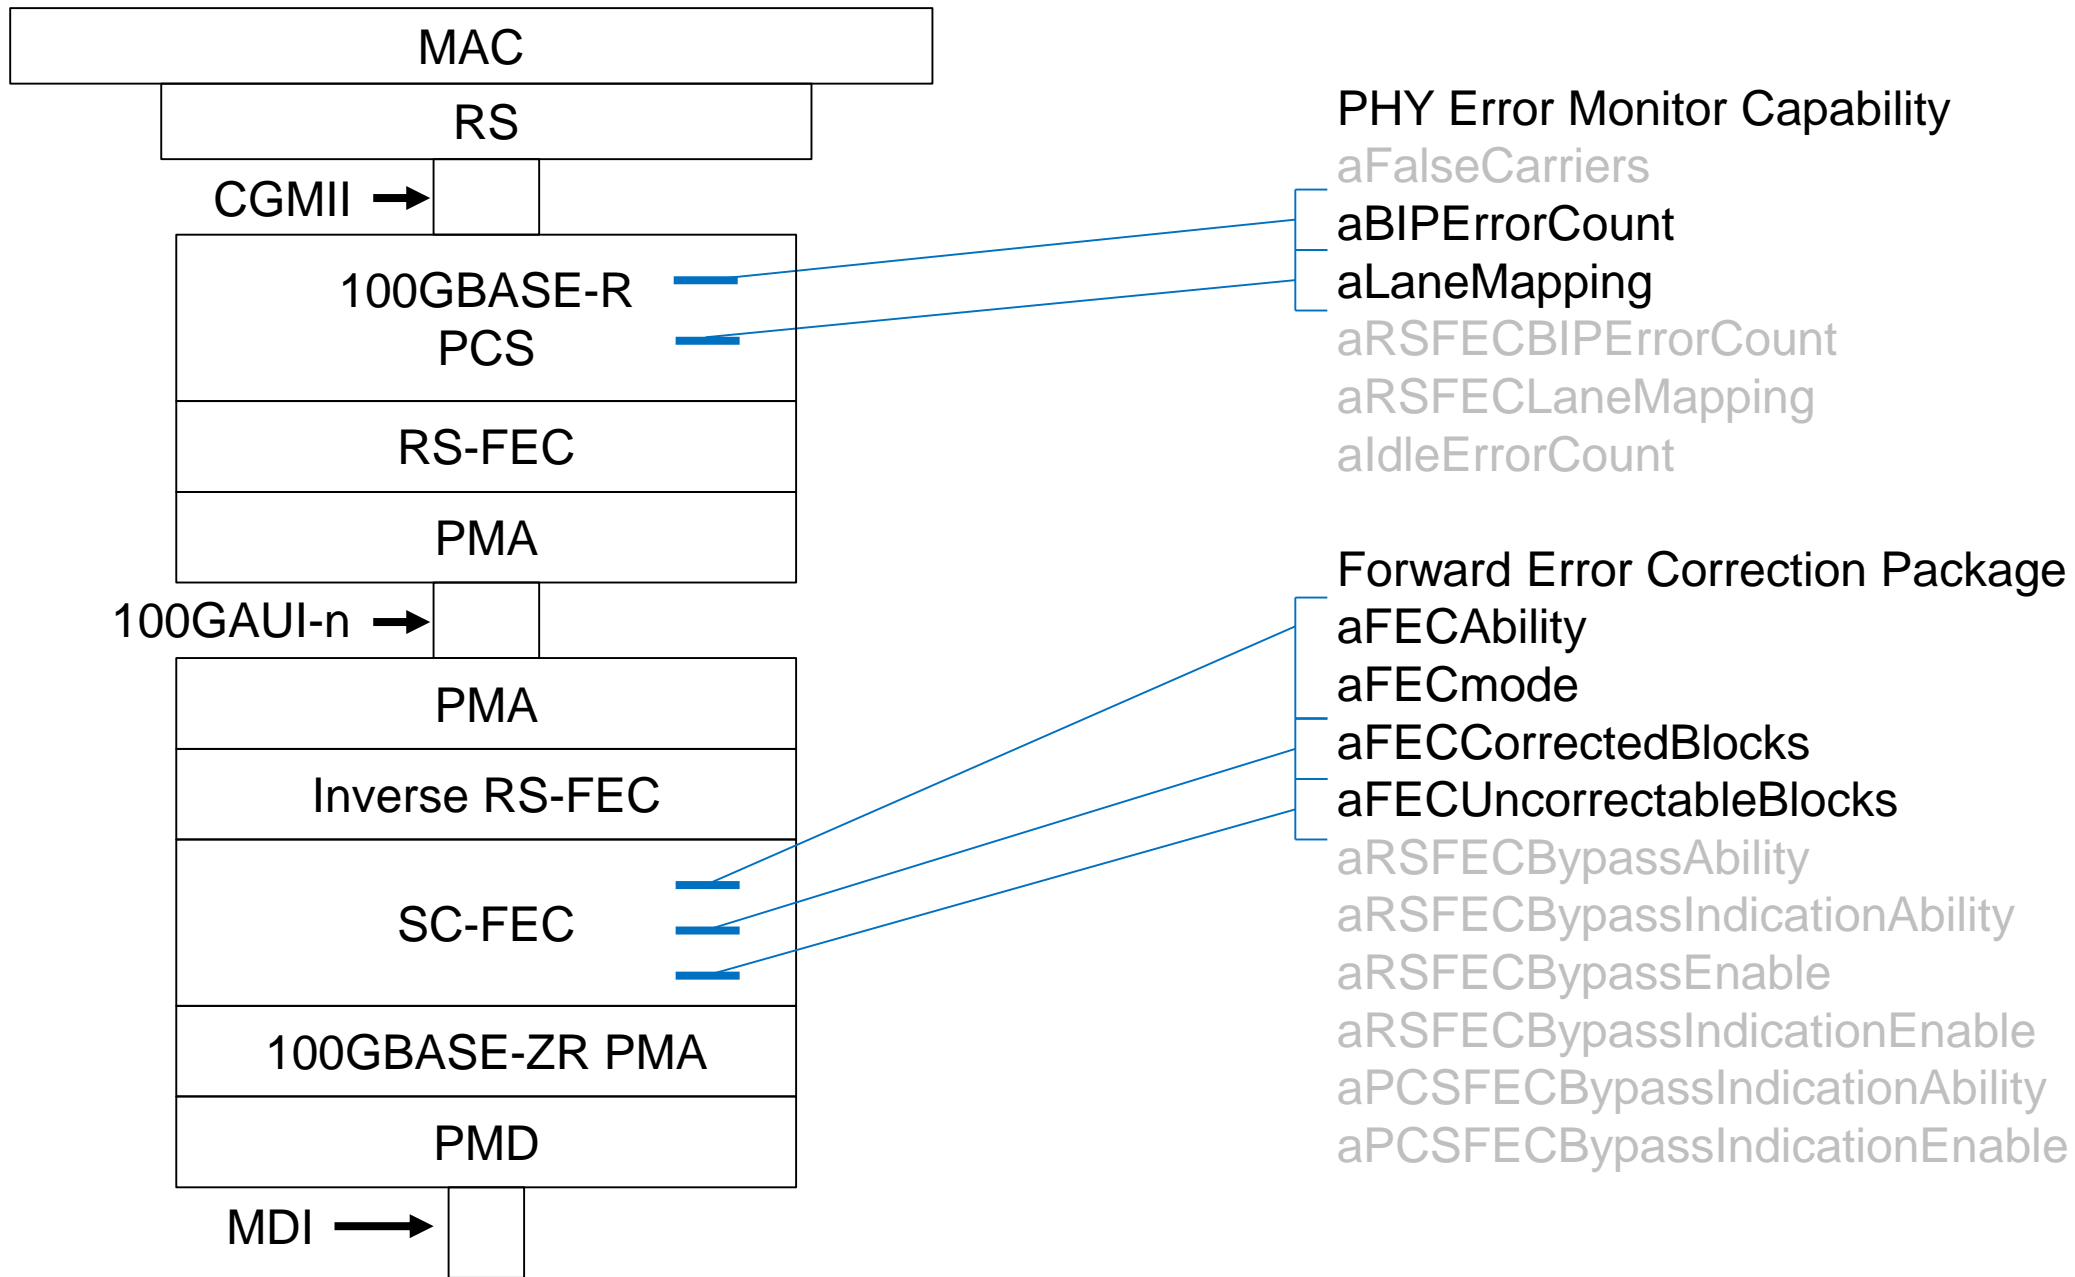 MAC
RS
CGMII
100GBASE-R
PCS
RS-FEC
PMA
100GAUI-n
PMA
Inverse RS-FEC
SC-FEC
100GBASE-ZR PMA
PMD
MDI
PHY Error Monitor Capability
aFalseCarriers
aBIPErrorCount
aLaneMapping
aRSFECBIPErrorCount
aRSFECLaneMapping
aIdleErrorCount
Forward Error Correction Package
aFECAbility
aFECmode
aFECCorrectedBlocks
aFECUncorrectableBlocks
aRSFECBypassAbility
aRSFECBypassIndicationAbility
aRSFECBypassEnable
aRSFECBypassIndicationEnable
aPCSFECBypassIndicationAbility
aPCSFECBypassIndicationEnable